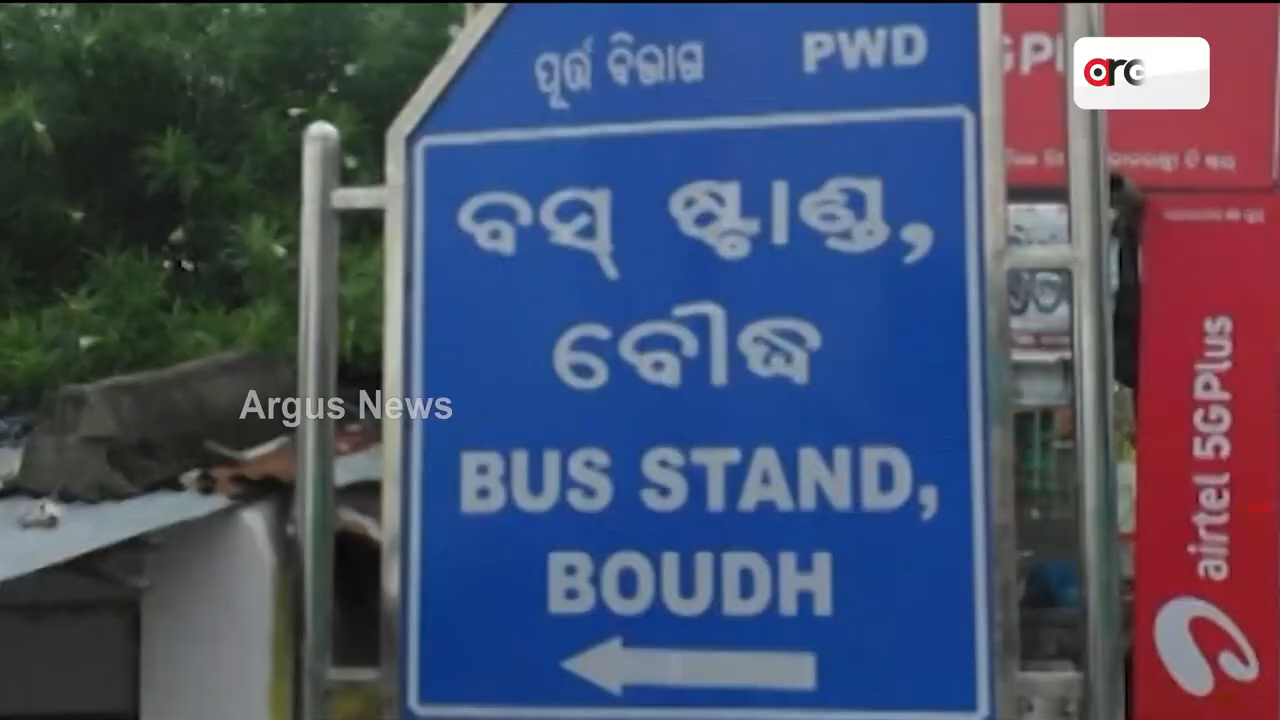 ପୂର୍ତ୍ତ ବିଭାଗ PWD
ବସ୍ ଷ୍ଟାଣ୍ଡ,
ବୌଦ୍ଧ
BUS STAND,
BOUDH
Argus News
airtel 5GPlus